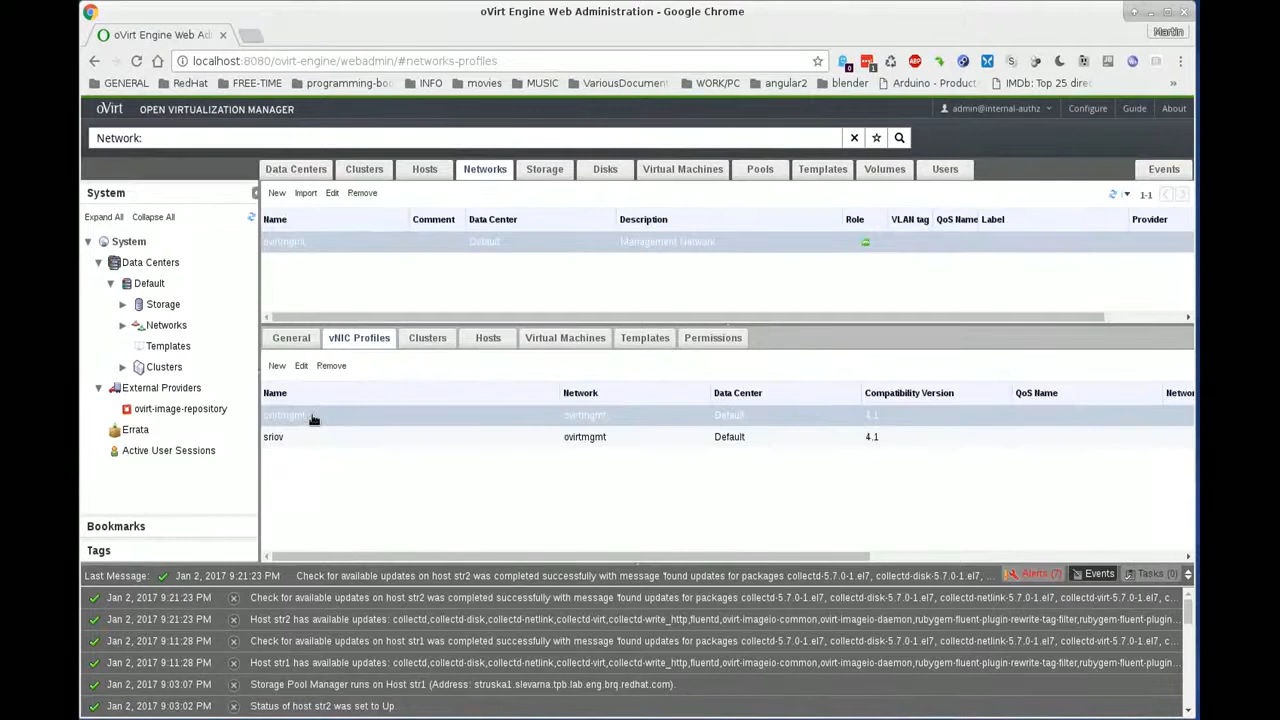 oVirt Engine Web Administration - Google Chrome
oVirt Engine Web Ad
Martin
localhost:8080/ovirt-engine/webadmin/#networks-profiles
GENERAL RedHat FREE-TIME programming-boo INFO movies MUSIC VariousDocument WORK/PC angular2 blender Arduino - Product IMDb: Top 25 direc »
oVirt OPEN VIRTUALIZATION MANAGER admin@internal-authz Configure Guide About
Network:
Data Centers Clusters Hosts Networks Storage Disks Virtual Machines Pools Templates Volumes Users Events
System
New Import Edit Remove 1-1
Expand All Collapse All
Name Comment Data Center Description Role VLAN tag QoS Name Label Provider
ovirtmgmt Default Management Network
System
Data Centers
Default
Storage
Networks
Templates
Clusters
External Providers
ovirt-image-repository
Errata
Active User Sessions
Bookmarks
Tags
General vNIC Profiles Clusters Hosts Virtual Machines Templates Permissions
New Edit Remove
Name Network Data Center Compatibility Version QoS Name Networ
ovirtmgmt ovirtmgmt Default 4.1
sriov ovirtmgmt Default 4.1
Last Message: Jan 2, 2017 9:21:23 PM Check for available updates on host str2 was completed successfully with message 'found updates for packages collectd-5.7.0-1.el7, collectd-disk-5.7.0-1.el7, ... Alerts (7) Events Tasks (0)
Jan 2, 2017 9:21:23 PM Check for available updates on host str2 was completed successfully with message 'found updates for packages collectd-5.7.0-1.el7, collectd-disk-5.7.0-1.el7, collectd-netlink-5.7.0-1.el7, collectd-virt-5.7.0-1.el7, c...
Jan 2, 2017 9:21:23 PM Host str2 has available updates: collectd,collectd-disk,collectd-netlink,collectd-virt,collectd-write_http,fluentd,ovirt-imageio-common,ovirt-imageio-daemon,rubygem-fluent-plugin-rewrite-tag-filter,rubygem-fluent-plugin...
Jan 2, 2017 9:11:28 PM Check for available updates on host str1 was completed successfully with message 'found updates for packages collectd-5.7.0-1.el7, collectd-disk-5.7.0-1.el7, collectd-netlink-5.7.0-1.el7, collectd-virt-5.7.0-1.el7, c...
Jan 2, 2017 9:11:28 PM Host str1 has available updates: collectd,collectd-disk,collectd-netlink,collectd-virt,collectd-write_http,fluentd,ovirt-imageio-common,ovirt-imageio-daemon,rubygem-fluent-plugin-rewrite-tag-filter,rubygem-fluent-plugin...
Jan 2, 2017 9:03:07 PM Storage Pool Manager runs on Host str1 (Address: struska1.slevarna.tpb.lab.eng.brq.redhat.com).
Jan 2, 2017 9:03:02 PM Status of host str2 was set to Up.